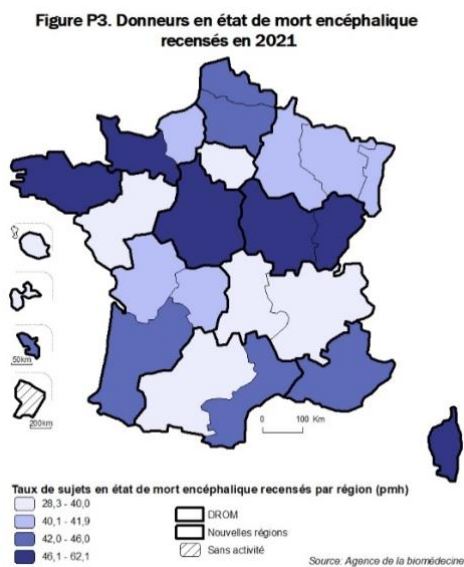 Figure P3. Donneurs en état de mort encéphalique
recensés en 2021
50km
200km
0 100 Km
Taux de sujets en état de mort encéphalique recensés par région (pmh)
28,3 - 40,0
40,1 - 41,9
42,0 - 46,0
46,1 - 62,1
DROM
Nouvelles régions
Sans activité
Source: Agence de la biomédecine